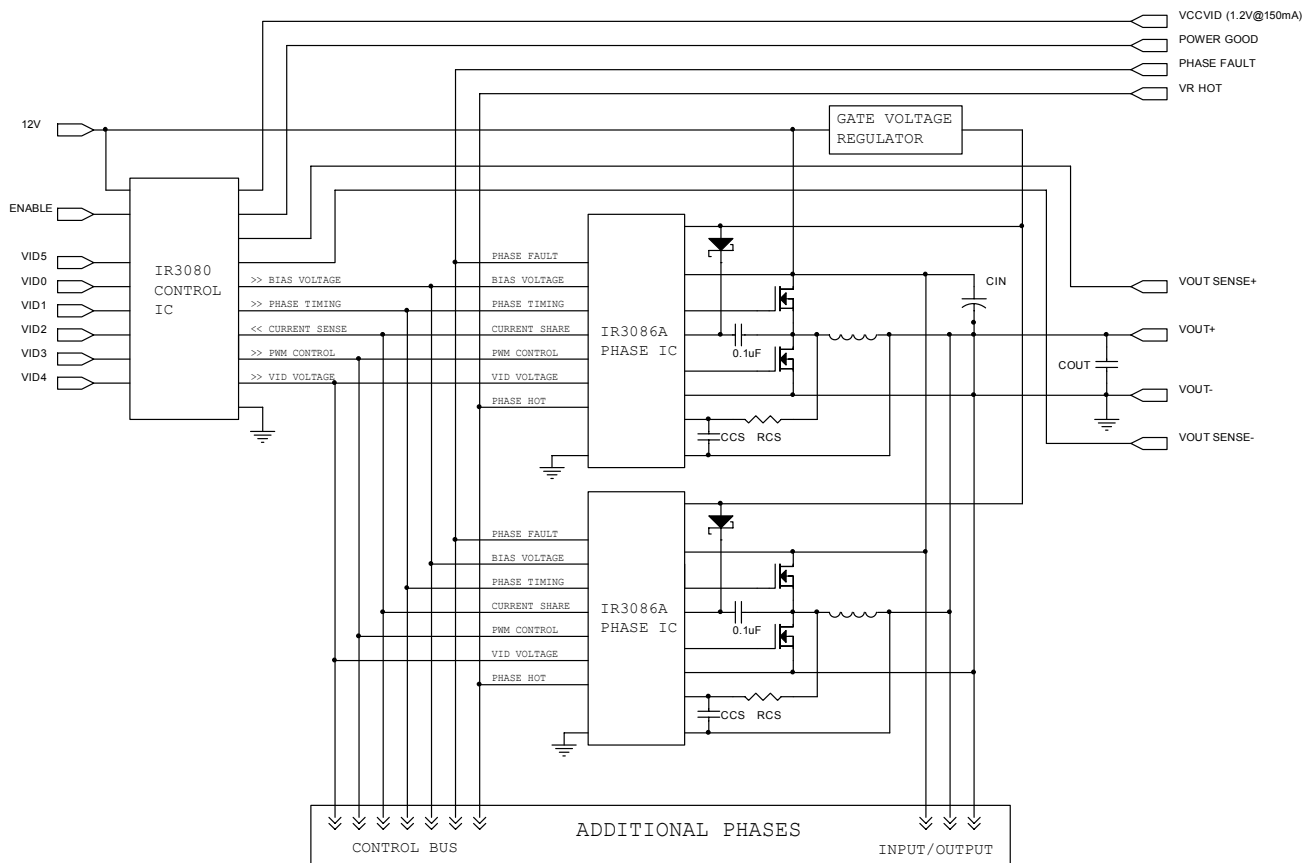 VCCVID (1.2V@150mA)
POWER GOOD
PHASE FAULT
VR HOT
12V
GATE VOLTAGE
REGULATOR
ENABLE
VID5
VID0
VID1
VID2
VID3
VID4
IR3080
CONTROL
IC
>> BIAS VOLTAGE
>> PHASE TIMING
<< CURRENT SENSE
>> PWM CONTROL
>> VID VOLTAGE
PHASE FAULT
BIAS VOLTAGE
PHASE TIMING
CURRENT SHARE
PWM CONTROL
VID VOLTAGE
PHASE HOT
IR3086A
PHASE IC
0.1uF
CCS
RCS
CIN
COUT
VOUT SENSE+
VOUT+
VOUT-
VOUT SENSE-
PHASE FAULT
BIAS VOLTAGE
PHASE TIMING
CURRENT SHARE
PWM CONTROL
VID VOLTAGE
PHASE HOT
IR3086A
PHASE IC
0.1uF
CCS
RCS
ADDITIONAL PHASES
CONTROL BUS
INPUT/OUTPUT